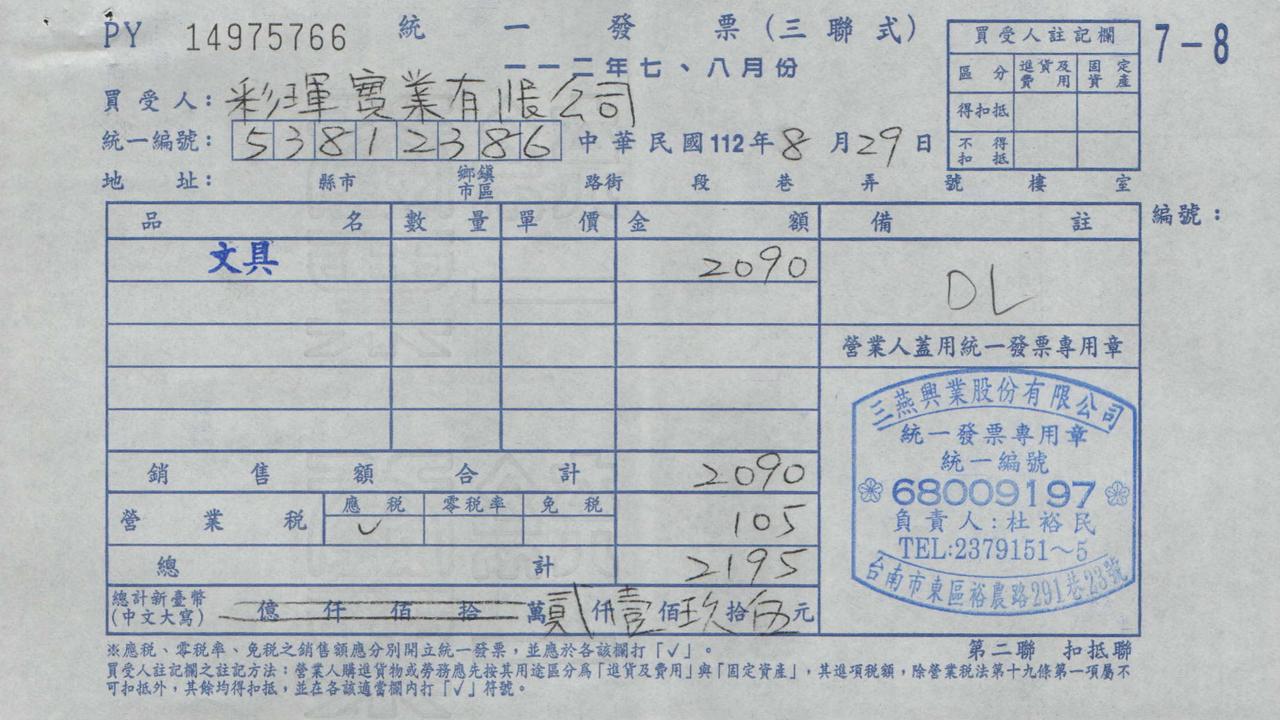 PY 14975766 統一發票(三聯式)
一一二年七、八月份
7-8
買受人註記欄
區分 進貨及費用 固定資產
得扣抵
不得扣抵
買受人:彩琿實業有限公司
統一編號:53812386 中華民國112年8月29日
地址: 縣市 鄉鎮市區 路街 段 巷 弄 號 樓 室
品名 數量 單價 金額 備註 編號:
文具 2090
DL
營業人蓋用統一發票專用章
三燕興業股份有限公司
統一發票專用章
統一編號
68009197
負責人:杜裕民
TEL:2379151~5
台南市東區裕農路291巷23號
銷售額合計 2090
營業稅 應稅 零稅率 免稅 105
✓
總計 2195
總計新臺幣(中文大寫) 億仟佰拾萬貳仟壹佰玖拾伍元
※應稅、零稅率、免稅之銷售額應分別開立統一發票,並應於各該欄打「✓」。 第二聯 扣抵聯
買受人註記欄之註記方法:營業人購進貨物或勞務應先按其用途區分為「進貨及費用」與「固定資產」,其進項稅額,除營業稅法第十九條第一項屬不
可扣抵外,其餘均得扣抵,並在各該適當欄內打「✓」符號。